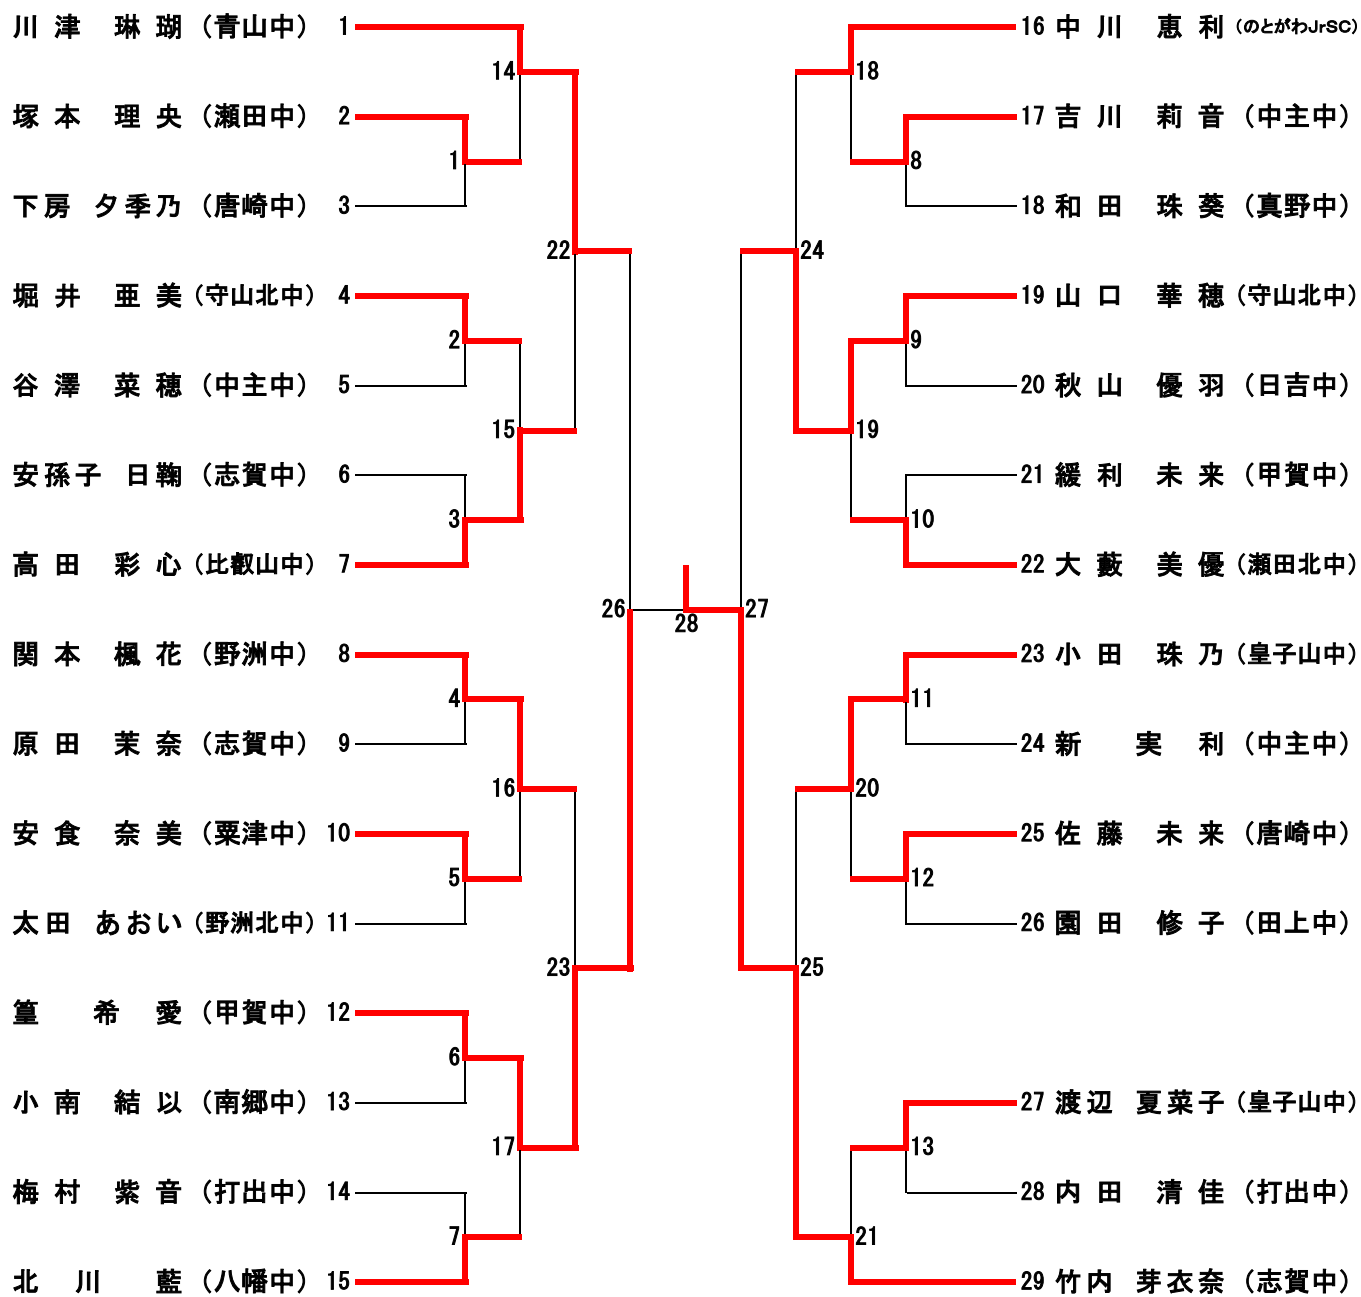 川津 琳瑚 (青山中) 1
塚本 理央 (瀬田中) 2
下房 夕季乃 (唐崎中) 3
堀井 亜美 (守山北中) 4
谷澤 菜穂 (中主中) 5
安孫子 日鞠 (志賀中) 6
高田 彩心 (比叡山中) 7
関本 楓花 (野洲中) 8
原田 茉奈 (志賀中) 9
安食 奈美 (粟津中) 10
太田 あおい (野洲北中) 11
篁 希愛 (甲賀中) 12
小南 結以 (南郷中) 13
梅村 紫音 (打出中) 14
北川 藍 (八幡中) 15
1
2
3
4
5
6
7
14
15
16
17
22
23
26
28
27
24
25
18
19
20
21
8
9
10
11
12
13
16 中川 恵利 (のとがわJrSC)
17 吉川 莉音 (中主中)
18 和田 珠葵 (真野中)
19 山口 華穂 (守山北中)
20 秋山 優羽 (日吉中)
21 緩利 未来 (甲賀中)
22 大藪 美優 (瀬田北中)
23 小田 珠乃 (皇子山中)
24 新 実利 (中主中)
25 佐藤 未来 (唐崎中)
26 園田 修子 (田上中)
27 渡辺 夏菜子 (皇子山中)
28 内田 清佳 (打出中)
29 竹内 芽衣奈 (志賀中)